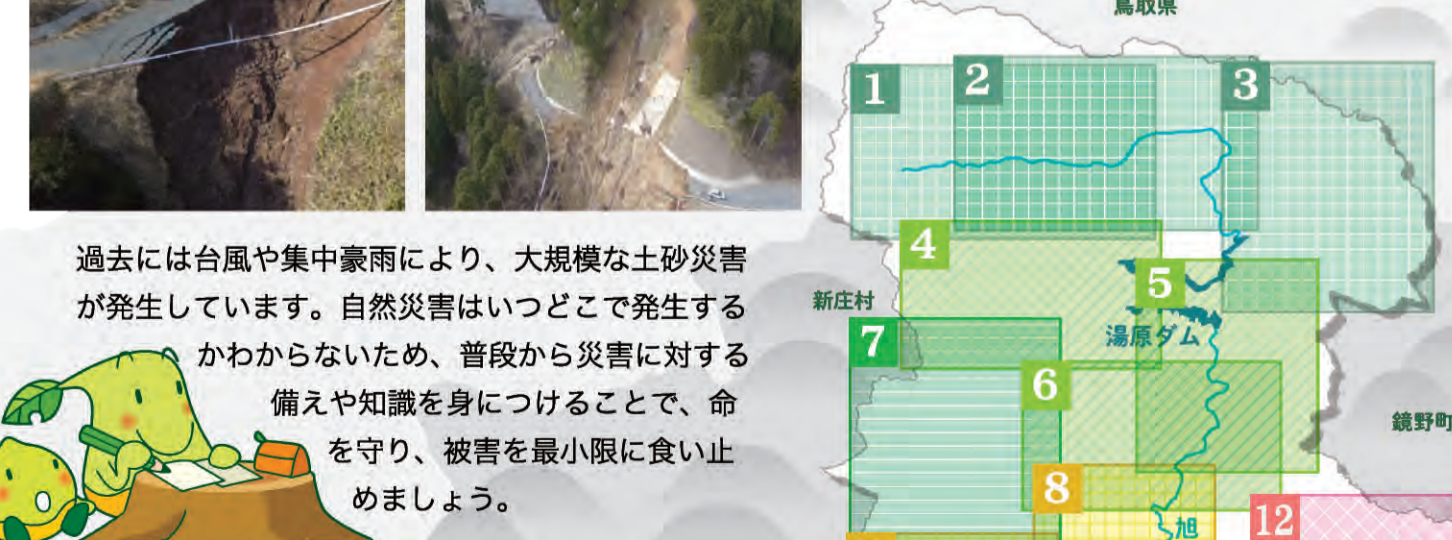 過去には台風や集中豪雨により、大規模な土砂災害
が発生しています。自然災害はいつどこで発生する
かわからないため、普段から災害に対する
備えや知識を身につけることで、命
を守り、被害を最小限に食い止
めましょう。
鳥取県
1
2
3
4
新庄村
5
湯原ダム
7
6
鏡野町
8
12
旭